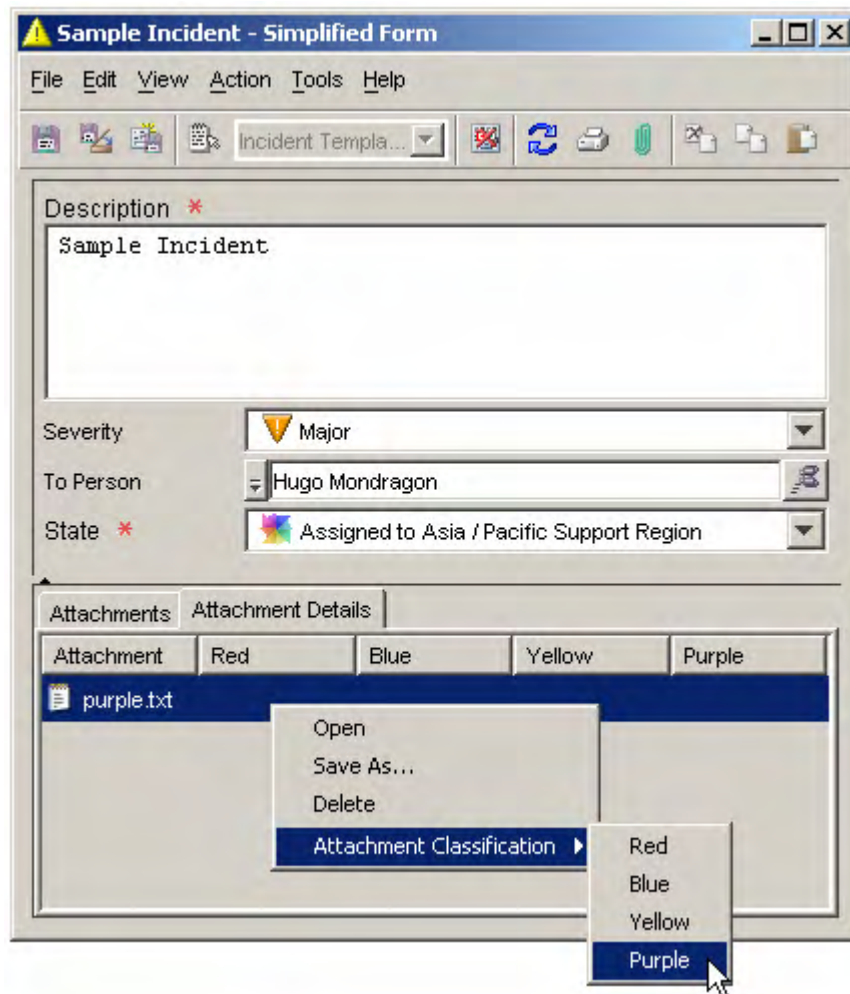 Sample Incident - Simplified Form
File Edit View Action Tools Help
Incident Templa...
Description *
Sample Incident
Severity Major
To Person Hugo Mondragon
State * Assigned to Asia / Pacific Support Region
Attachments Attachment Details
Attachment Red Blue Yellow Purple
purple.txt
Open
Save As...
Delete
Attachment Classification
Red
Blue
Yellow
Purple